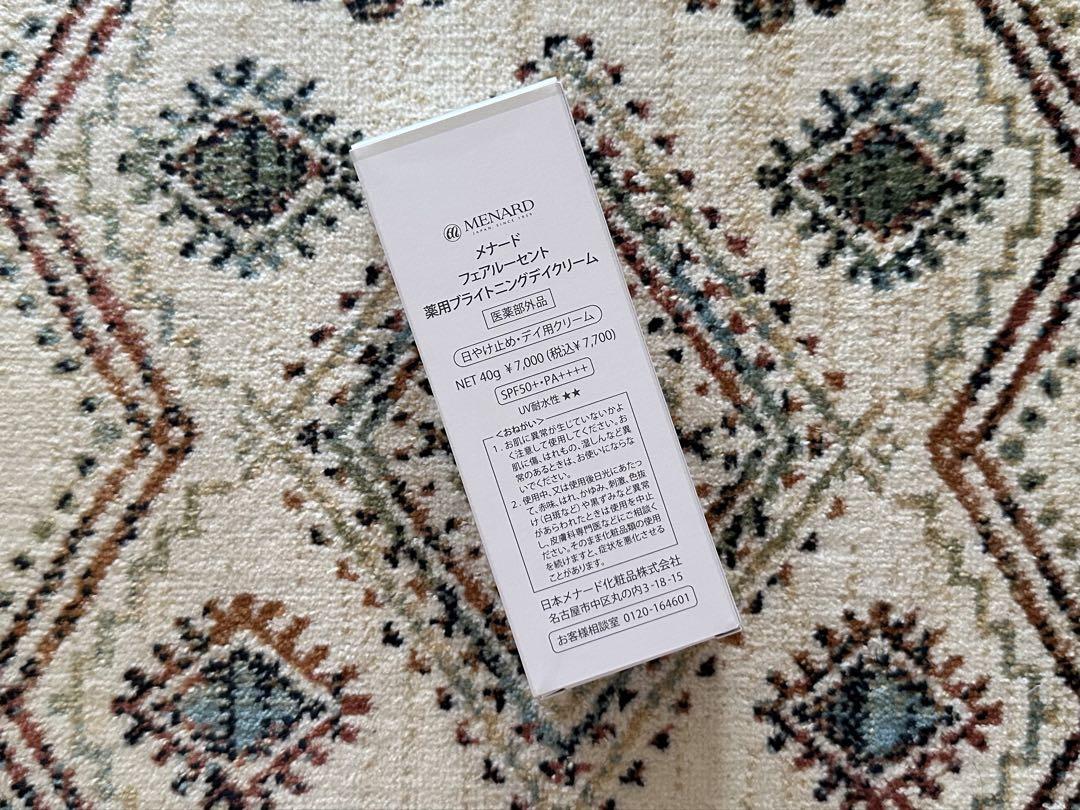 MENARD
JAPAN, SINCE 1959
メナード
フェアルーセント
薬用ブライトニングデイクリーム
医薬部外品
日やけ止め・デイ用クリーム
NET 40g ¥7,000 (税込¥7,700)
SPF50+・PA++++
UV耐水性 ★★
<おねがい>
1. お肌に異常が生じていないかよ
く注意して使用してください。お
肌に傷、はれもの、湿しんなど異
常のあるときは、お使いにならな
いでください。
2. 使用中、又は使用後日光にあたっ
て、赤味、はれ、かゆみ、刺激、色抜
け(白斑など)や黒ずみなど異常
があらわれたときは使用を中止
し、皮膚科専門医などにご相談く
ださい。そのまま化粧品類の使用
を続けますと、症状を悪化させる
ことがあります。
日本メナード化粧品株式会社
名古屋市中区丸の内3-18-15
お客様相談室 0120-164601